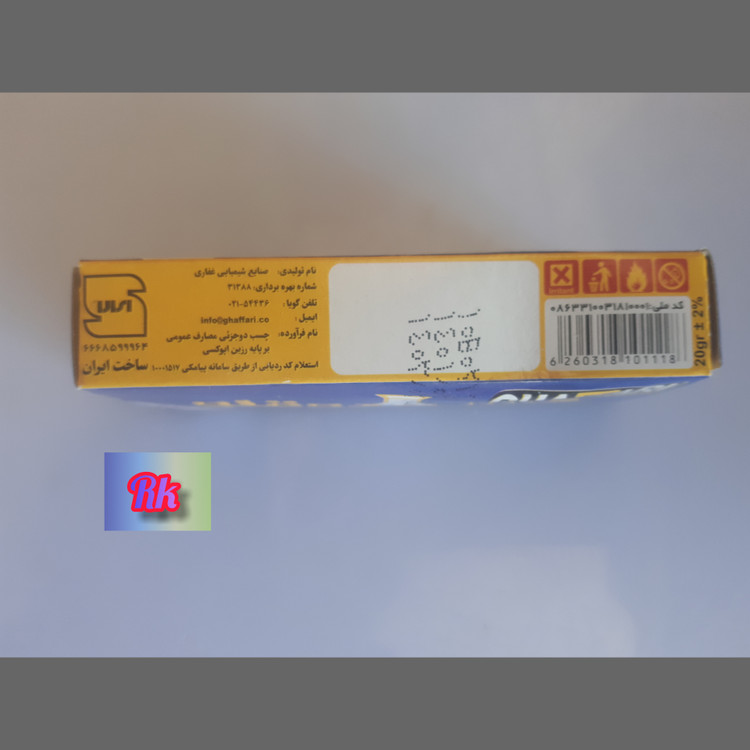 نام تولیدی: صنایع شیمیایی غفاری
شماره بهره برداری: ۳۱۳۸۸
تلفن گویا: ۰۲۱-۵۴۴۳۶
ایمیل: info@ghaffari.co
نام فرآورده: چسب دوجزئی مصارف عمومی
بر پایه رزین اپوکسی
استعلام کد ردیابی از طریق سامانه پیامکی ۱۰۰۰۱۵۱۷
۶۶۶۸۵۹۹۹۶۴
ساخت ایران
کد ملی: ۰۸۶۳۳۱۰۰۳۱۸۱۰۰۰۱
6 260318 101118
20gr ± 2%
Rk